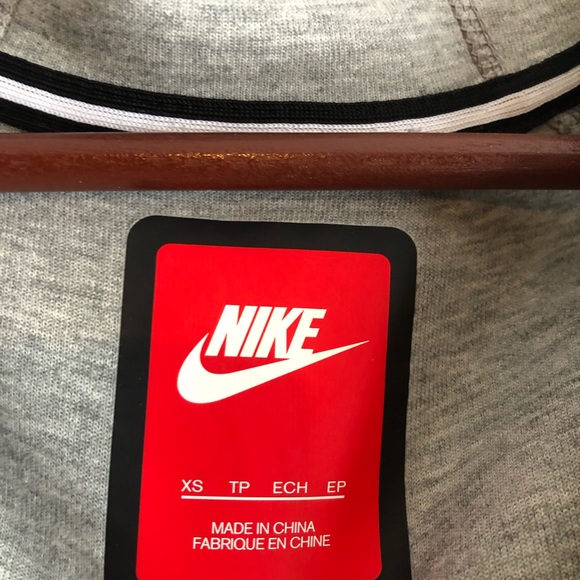 NIKE
XS TP ECH EP
MADE IN CHINA
FABRIQUE EN CHINE